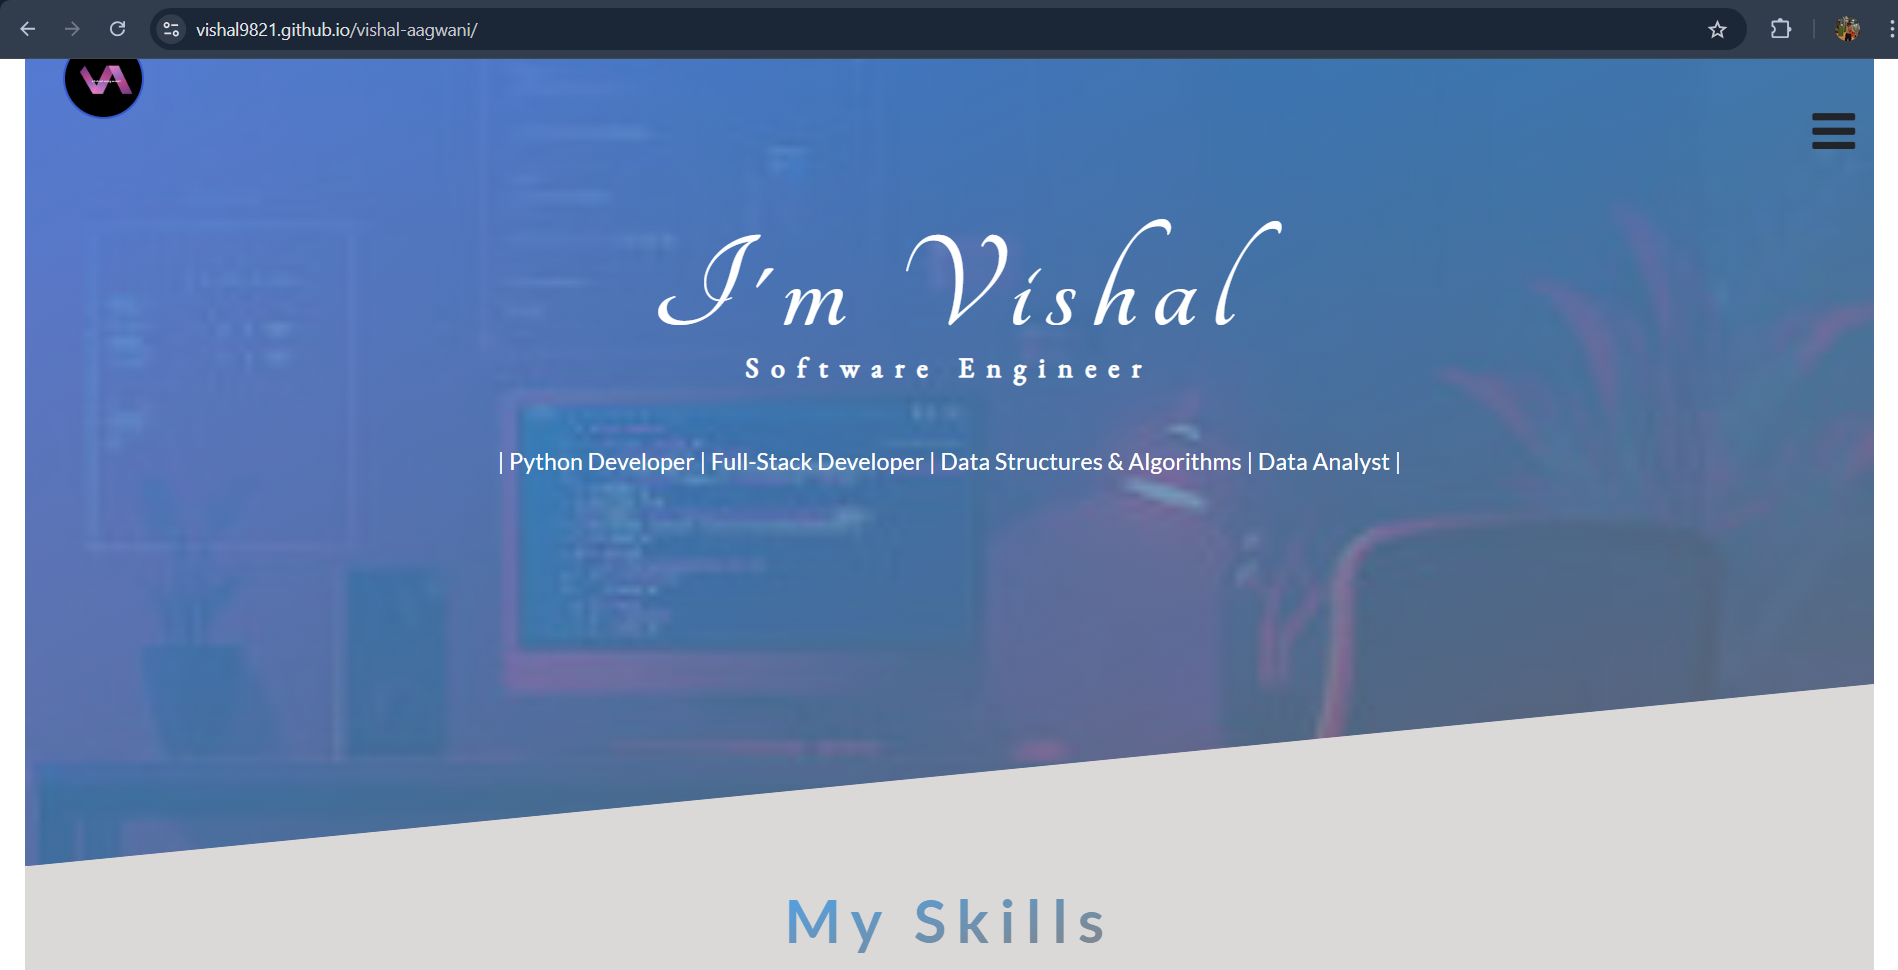 vishal9821.github.io/vishal-aagwani/
VA
I'm Vishal
Software Engineer
| Python Developer | Full-Stack Developer | Data Structures & Algorithms | Data Analyst |
My Skills